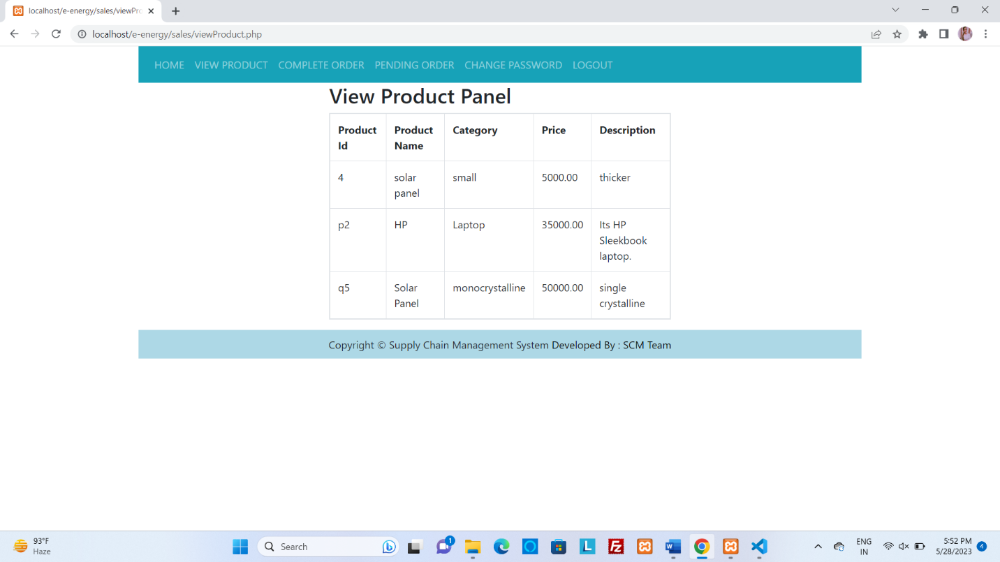 localhost/e-energy/sales/viewPro
localhost/e-energy/sales/viewProduct.php
HOME VIEW PRODUCT COMPLETE ORDER PENDING ORDER CHANGE PASSWORD LOGOUT
View Product Panel
Product Id Product Name Category Price Description
4 solar panel small 5000.00 thicker
p2 HP Laptop 35000.00 Its HP Sleekbook laptop.
q5 Solar Panel monocrystalline 50000.00 single crystalline
Copyright © Supply Chain Management System Developed By : SCM Team
93°F
Haze
Search
1
L
Fz
W
ENG
IN
5:52 PM
5/28/2023
4